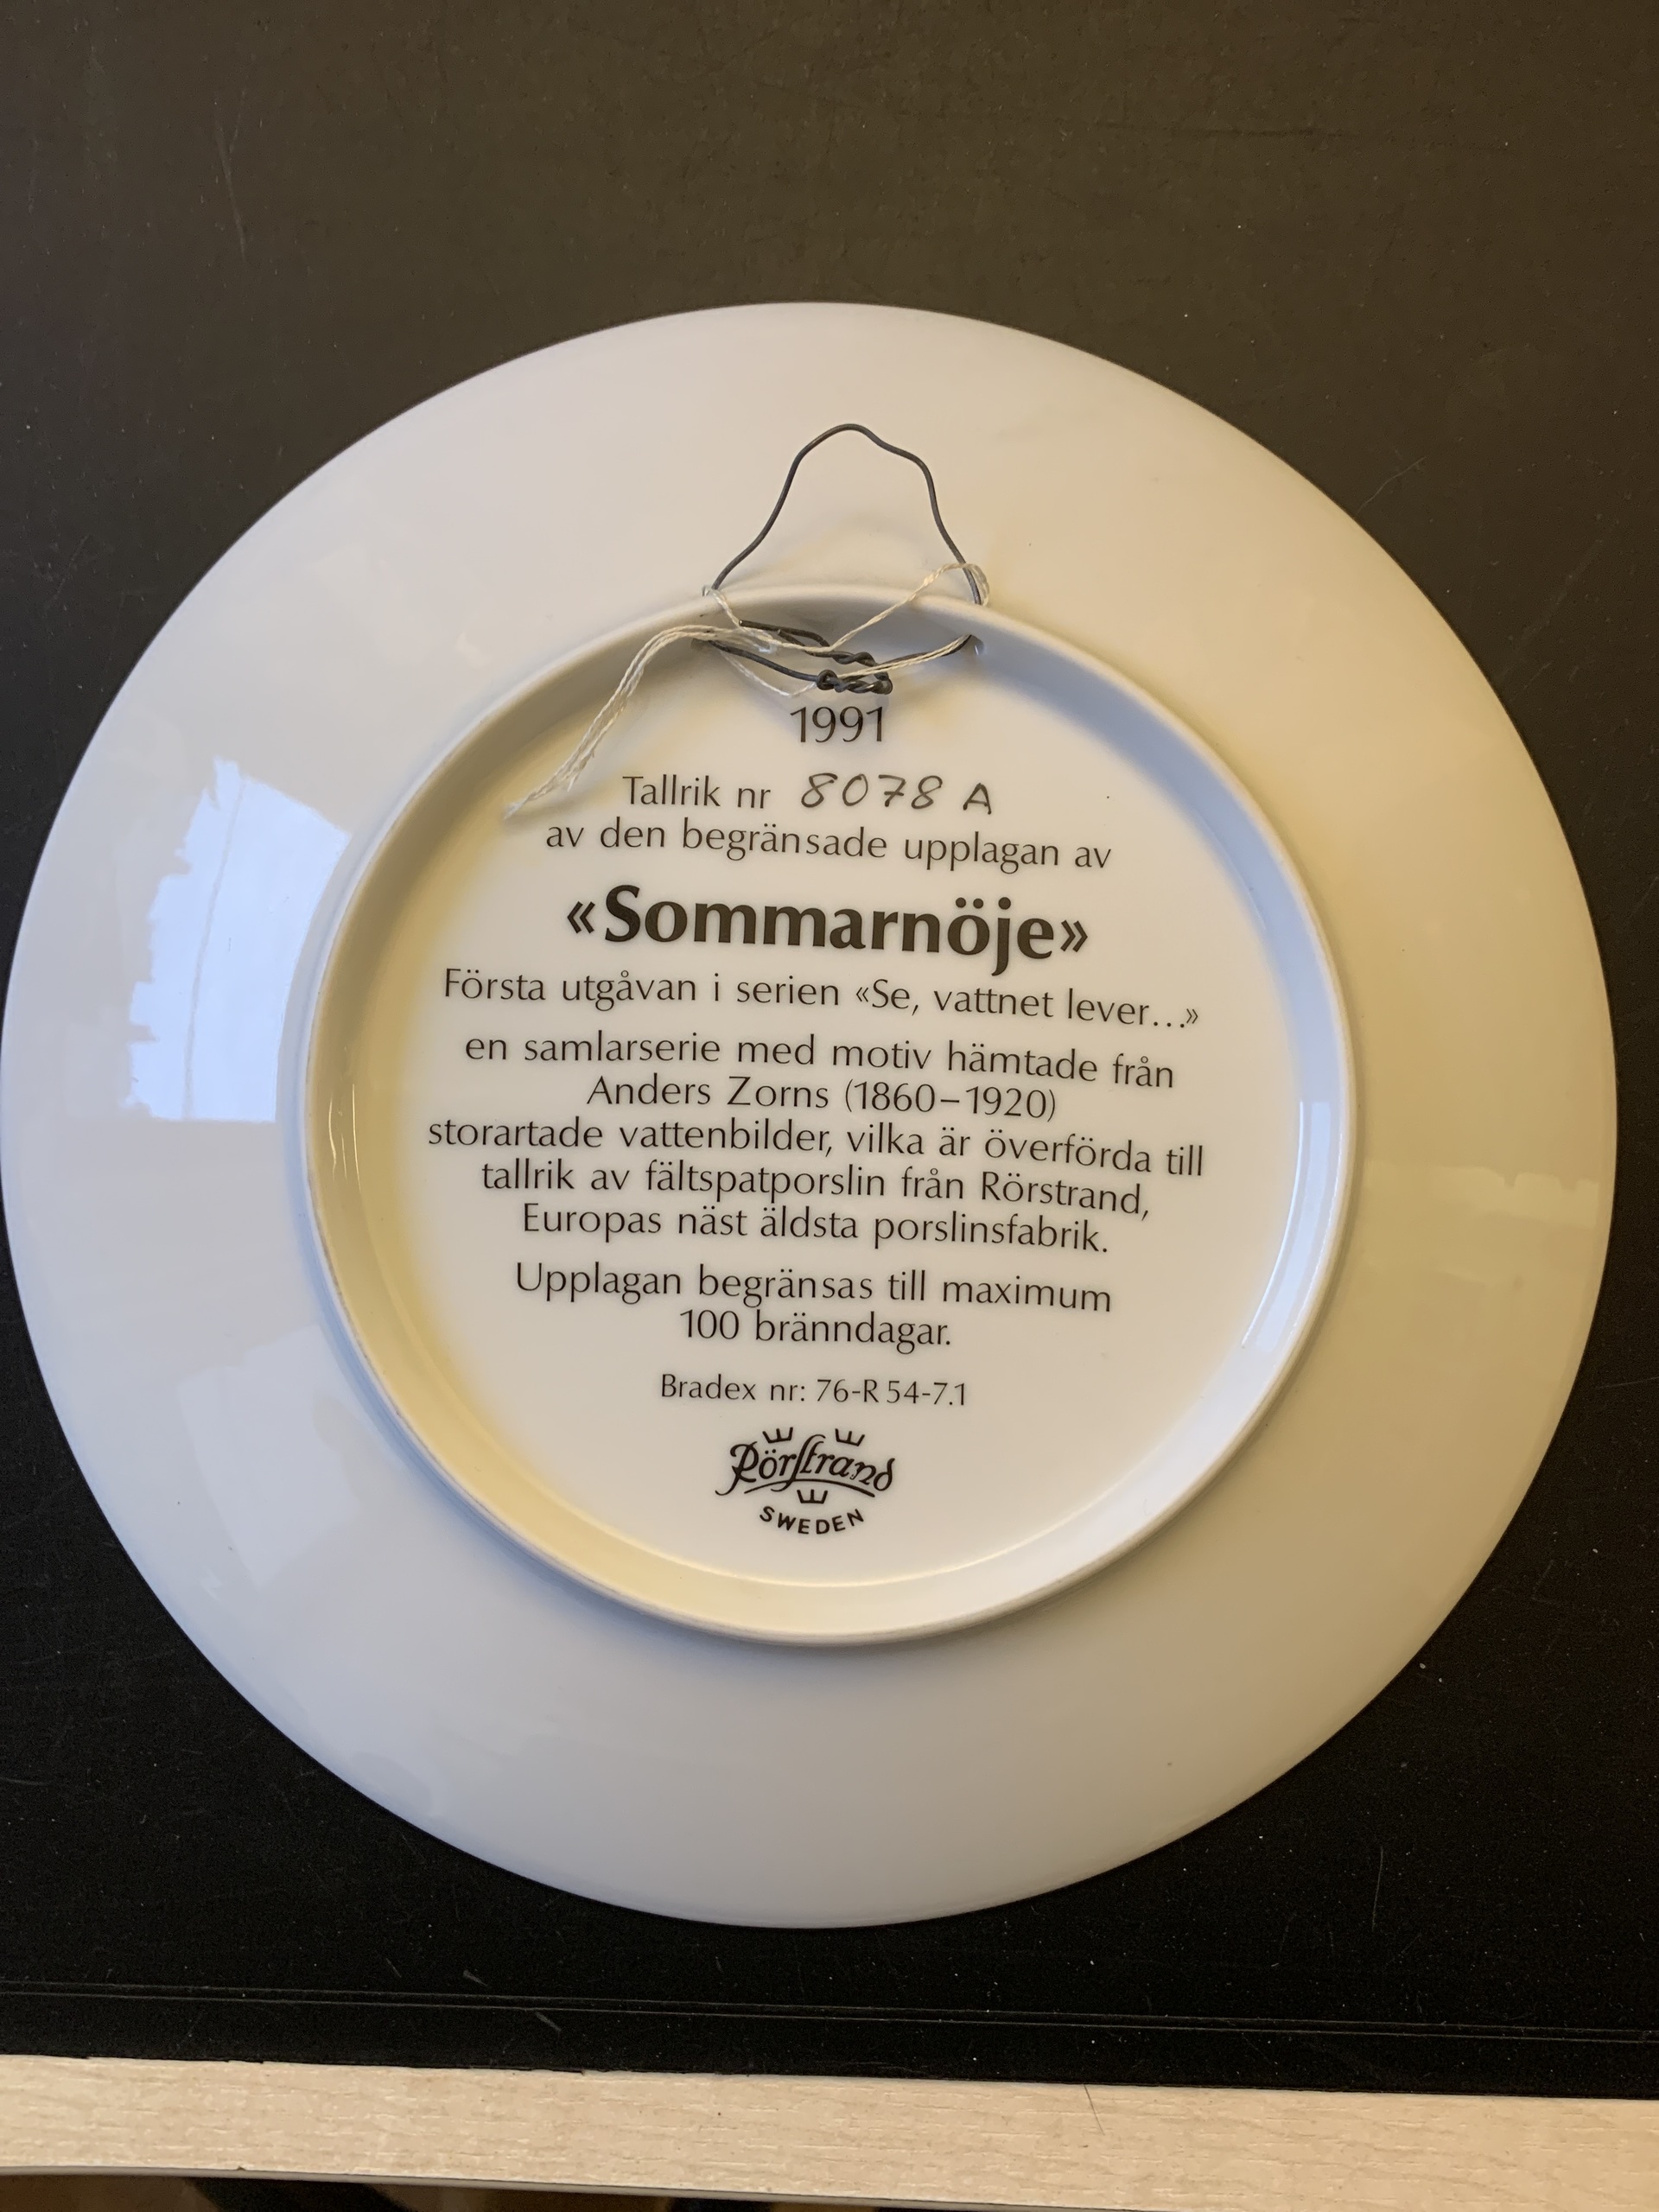 1991
Tallrik nr 8078 A
av den begränsade upplagan av
«Sommarnöje»
Första utgåvan i serien «Se, vattnet lever...»
en samlarserie med motiv hämtade från
Anders Zorns (1860–1920)
storartade vattenbilder, vilka är överförda till
tallrik av fältspatporslin från Rörstrand,
Europas näst äldsta porslinsfabrik.
Upplagan begränsas till maximum
100 bränndagar.
Bradex nr: 76-R 54-7.1
Rörstrand
SWEDEN